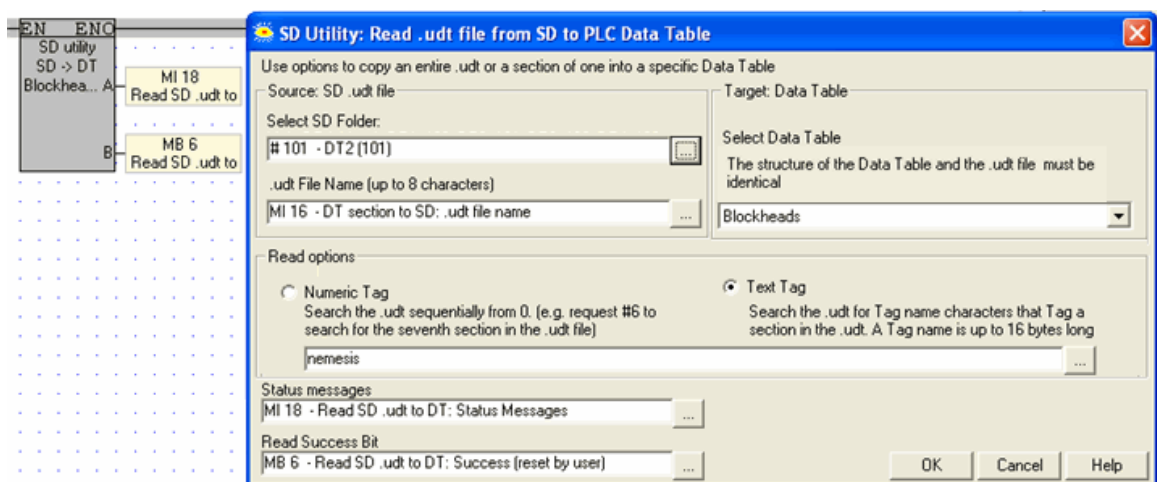 EN ENO
SD utility
SD -> DT
Blockhea... A
MI 18
Read SD .udt to
B
MB 6
Read SD .udt to
SD Utility: Read .udt file from SD to PLC Data Table
Use options to copy an entire .udt or a section of one into a specific Data Table
Source: SD .udt file
Select SD Folder:
# 101 - DT2 (101)
...
.udt File Name (up to 8 characters)
MI 16 - DT section to SD: .udt file name
...
Target: Data Table
Select Data Table
The structure of the Data Table and the .udt file must be
identical
Blockheads
Read options
Numeric Tag
Search the .udt sequentially from 0. (e.g. request #6 to
search for the seventh section in the .udt file)
Text Tag
Search the .udt for Tag name characters that Tag a
section in the .udt. A Tag name is up to 16 bytes long
nemesis
...
Status messages
MI 18 - Read SD .udt to DT: Status Messages
...
Read Success Bit
MB 6 - Read SD .udt to DT: Success (reset by user)
...
OK
Cancel
Help